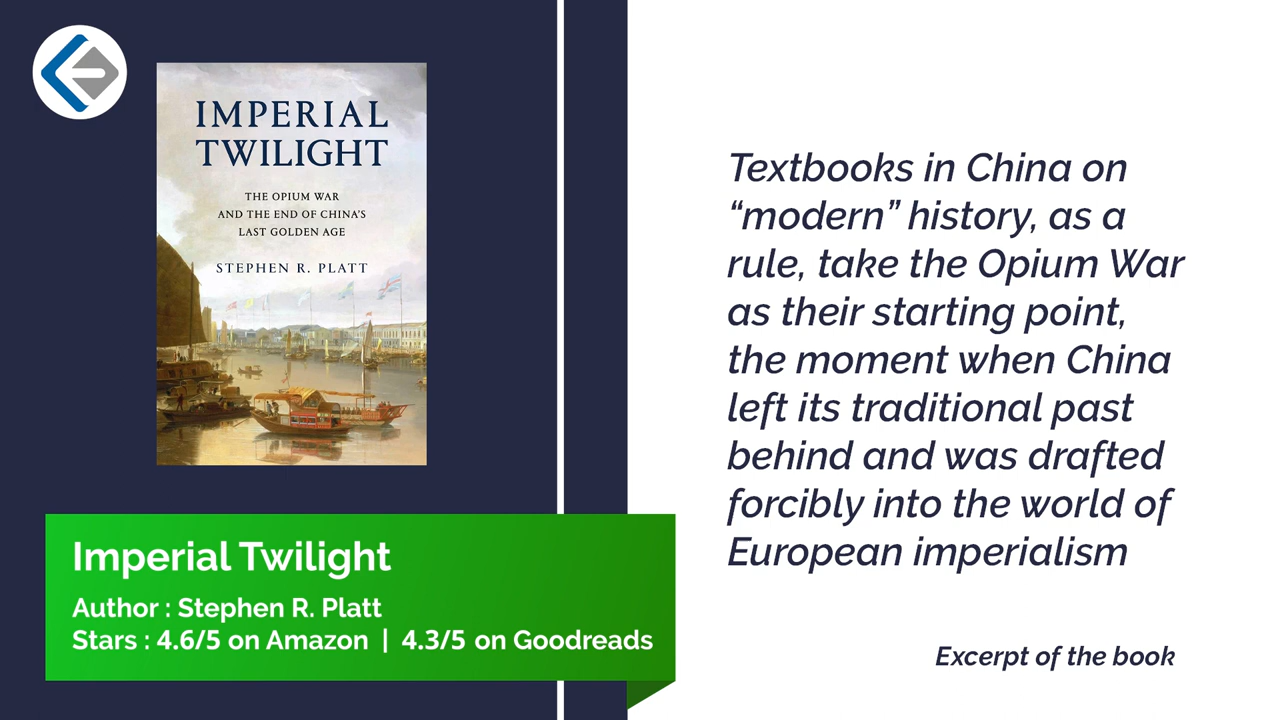 IMPERIAL
TWILIGHT
THE OPIUM WAR
AND THE END OF CHINA'S
LAST GOLDEN AGE
STEPHEN R. PLATT
Imperial Twilight
Author : Stephen R. Platt
Stars : 4.6/5 on Amazon | 4.3/5 on Goodreads
Textbooks in China on
“modern” history, as a
rule, take the Opium War
as their starting point,
the moment when China
left its traditional past
behind and was drafted
forcibly into the world of
European imperialism
Excerpt of the book